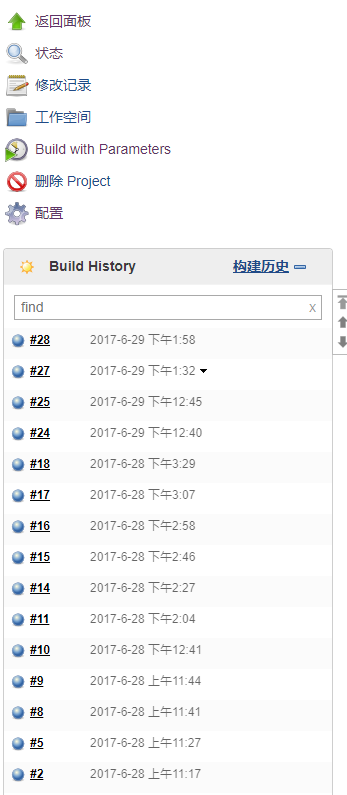 返回面板
状态
修改记录
工作空间
Build with Parameters
删除 Project
配置
Build History 构建历史
find x
#28 2017-6-29 下午1:58
#27 2017-6-29 下午1:32
#25 2017-6-29 下午12:45
#24 2017-6-29 下午12:40
#18 2017-6-28 下午3:29
#17 2017-6-28 下午3:07
#16 2017-6-28 下午2:58
#15 2017-6-28 下午2:46
#14 2017-6-28 下午2:27
#11 2017-6-28 下午2:04
#10 2017-6-28 下午12:41
#9 2017-6-28 上午11:44
#8 2017-6-28 上午11:41
#5 2017-6-28 上午11:27
#2 2017-6-28 上午11:17